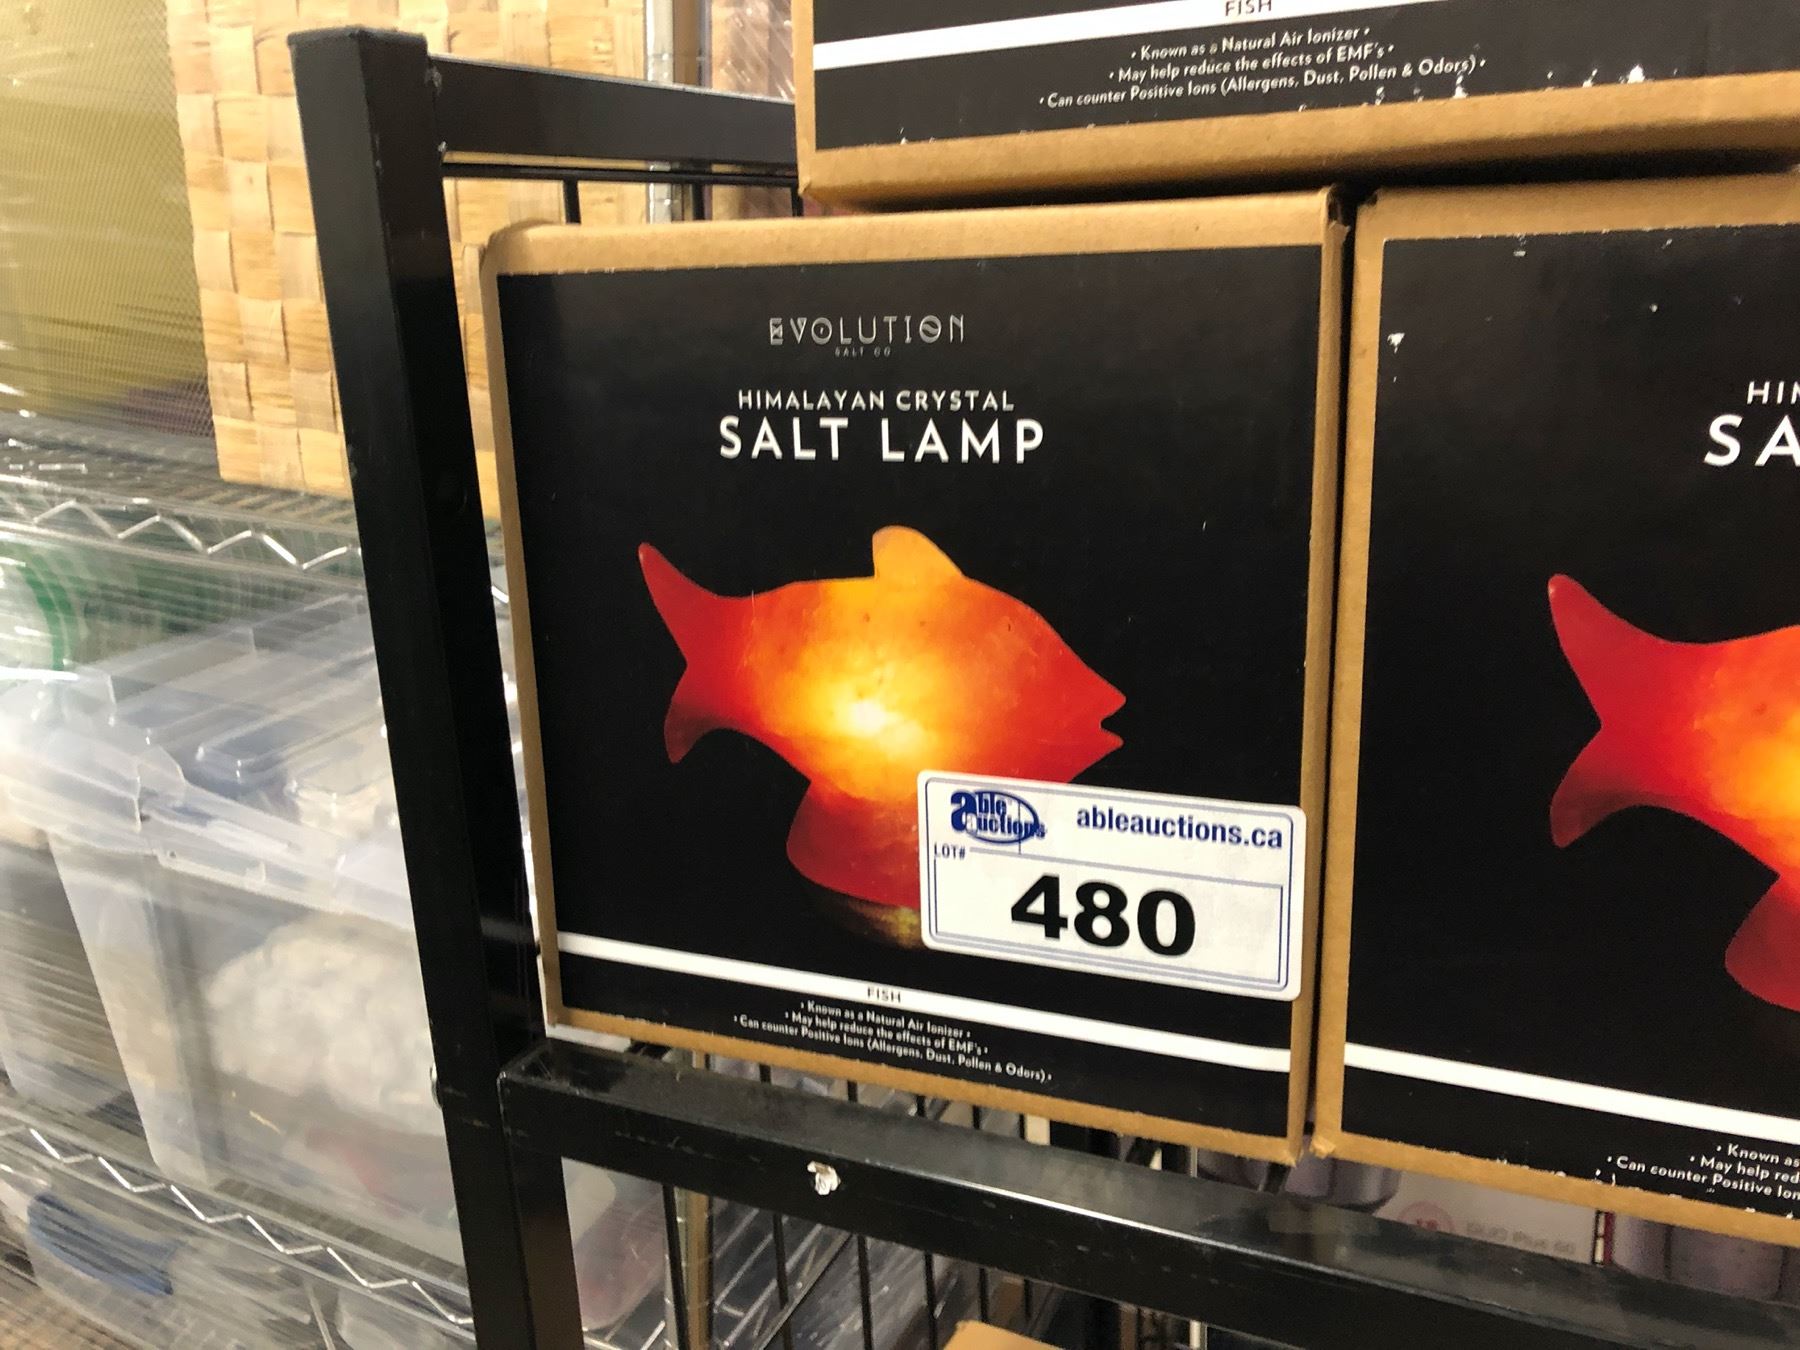 FISH
• Known as a Natural Air Ionizer •
• May help reduce the effects of EMF's •
• Can counter Positive Ions (Allergens, Dust, Pollen & Odors) •
EVOLUTION
SALT CO
HIMALAYAN CRYSTAL
SALT LAMP
able auctions
ableauctions.ca
LOT#
480
FISH
• Known as a Natural Air Ionizer •
• May help reduce the effects of EMF's •
• Can counter Positive Ions (Allergens, Dust, Pollen & Odors) •
HIM
SA
• Known as
• May help red
• Can counter Positive Ion